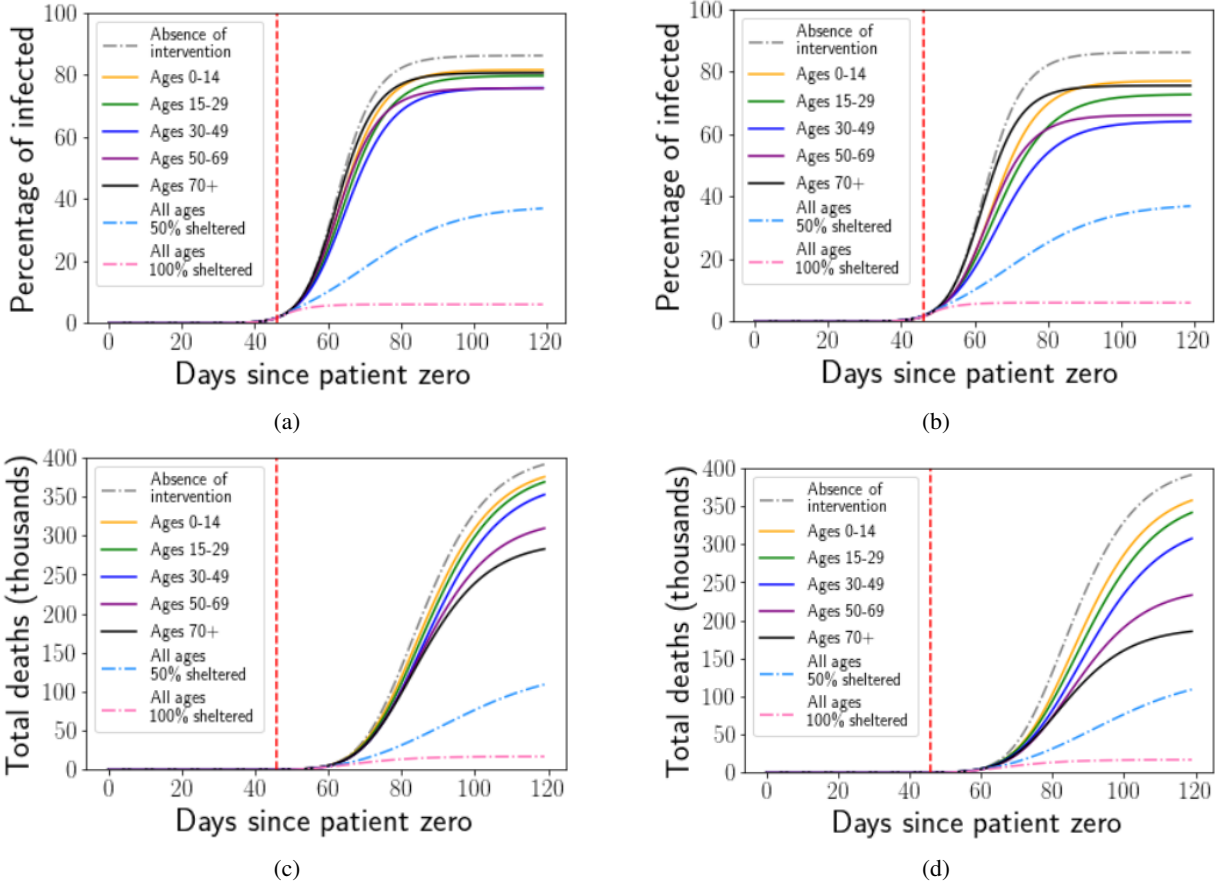 100
80
60
40
20
0
Percentage of infected
Absence of
intervention
Ages 0-14
Ages 15-29
Ages 30-49
Ages 50-69
Ages 70+
All ages
50% sheltered
All ages
100% sheltered
0 20 40 60 80 100 120
Days since patient zero
(a)
100
80
60
40
20
0
Percentage of infected
Absence of
intervention
Ages 0-14
Ages 15-29
Ages 30-49
Ages 50-69
Ages 70+
All ages
50% sheltered
All ages
100% sheltered
0 20 40 60 80 100 120
Days since patient zero
(b)
400
350
300
250
200
150
100
50
0
Total deaths (thousands)
Absence of
intervention
Ages 0-14
Ages 15-29
Ages 30-49
Ages 50-69
Ages 70+
All ages
50% sheltered
All ages
100% sheltered
0 20 40 60 80 100 120
Days since patient zero
(c)
400
350
300
250
200
150
100
50
0
Total deaths (thousands)
Absence of
intervention
Ages 0-14
Ages 15-29
Ages 30-49
Ages 50-69
Ages 70+
All ages
50% sheltered
All ages
100% sheltered
0 20 40 60 80 100 120
Days since patient zero
(d)